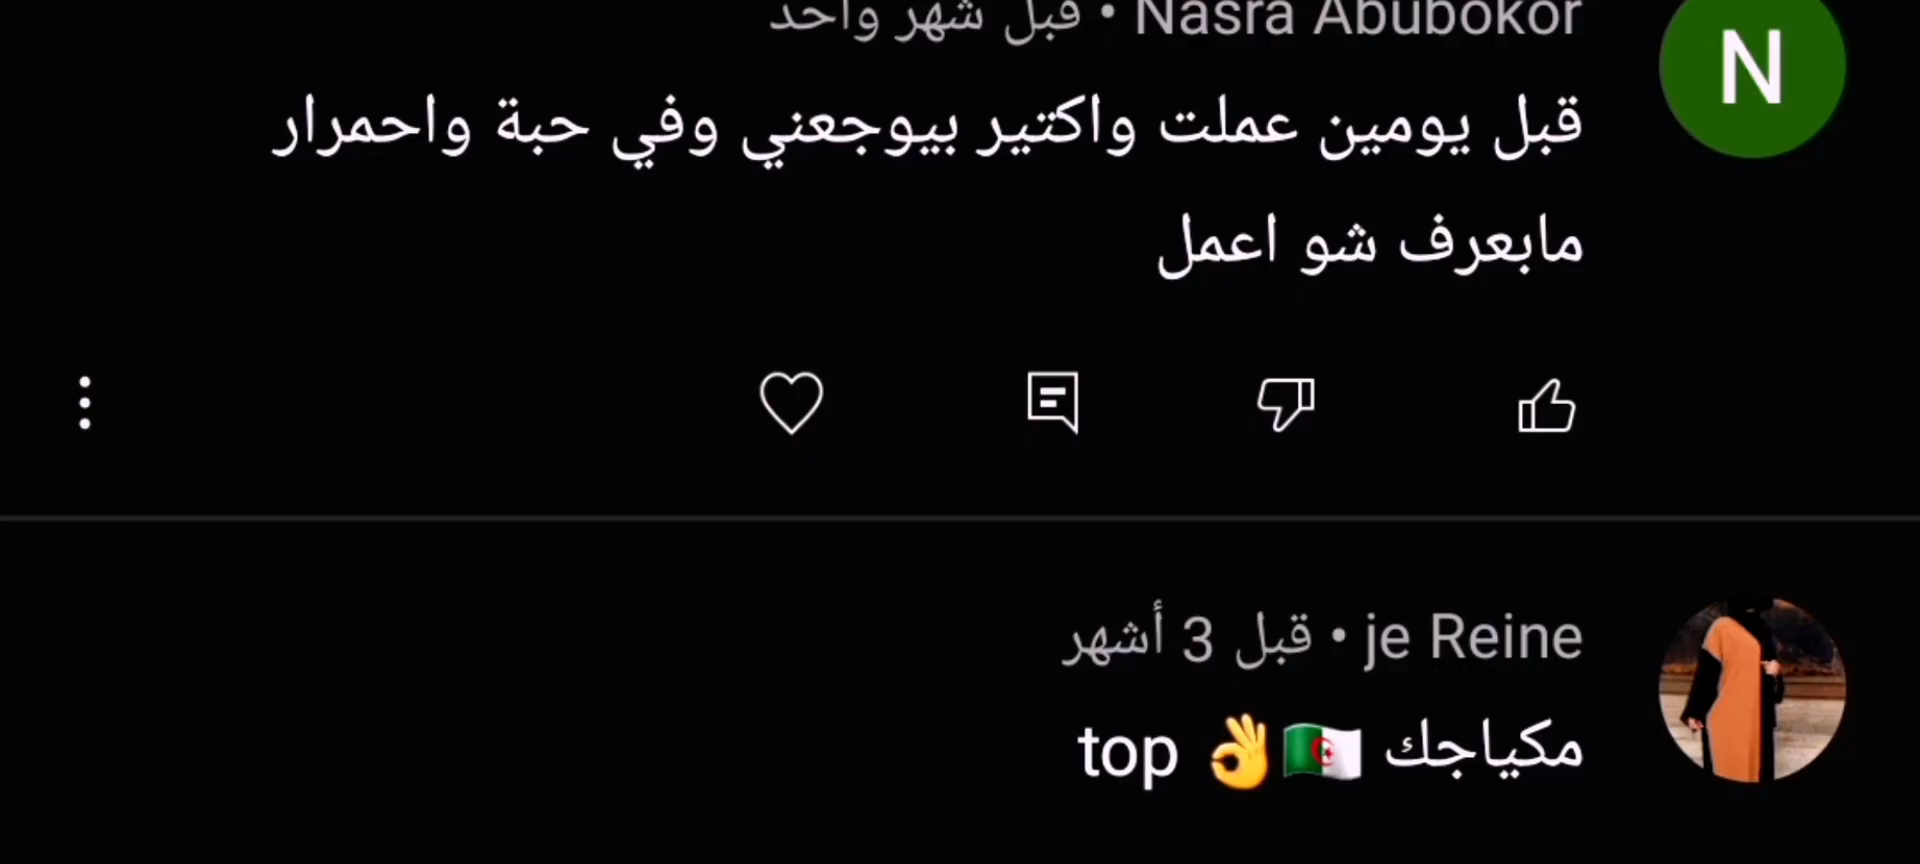 Nasra Abubokor • قبل شهر واحد
N
قبل يومين عملت واكتير بيوجعني وفي حبة واحمرار
مابعرف شو اعمل
je Reine • قبل 3 أشهر
مكياجك 🇩🇿👌 top